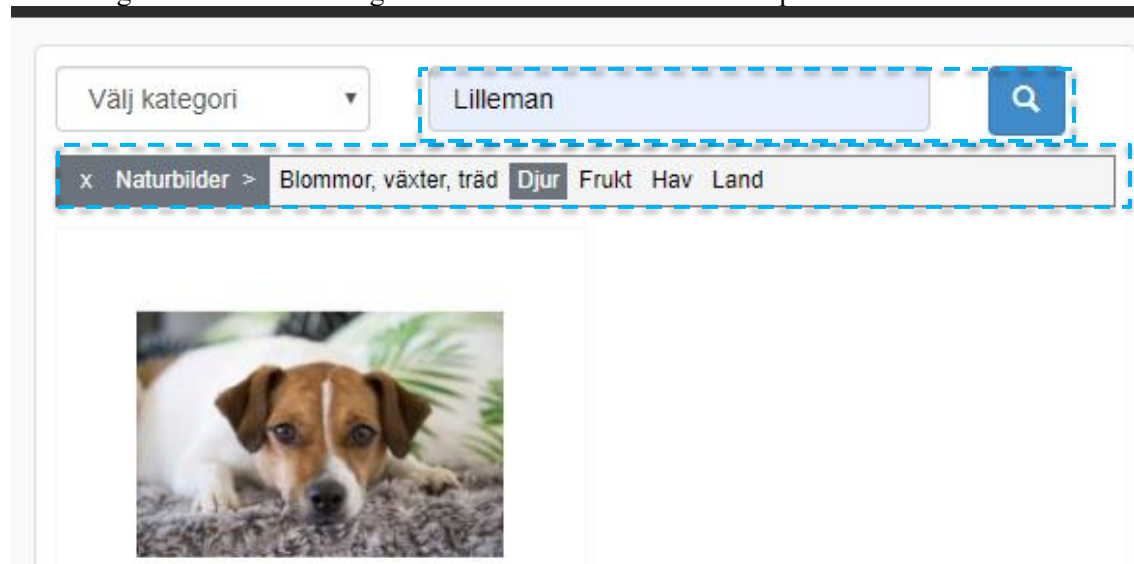 Välj kategori
Lilleman
x Naturbilder > Blommor, växter, träd Djur Frukt Hav Land